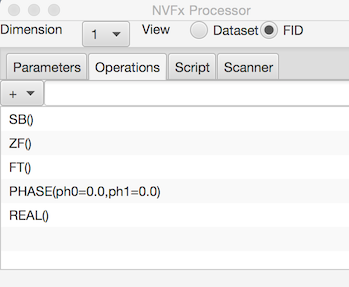 NVFx Processor
Dimension 1 View Dataset FID
Parameters Operations Script Scanner
+
SB()
ZF()
FT()
PHASE(ph0=0.0,ph1=0.0)
REAL()